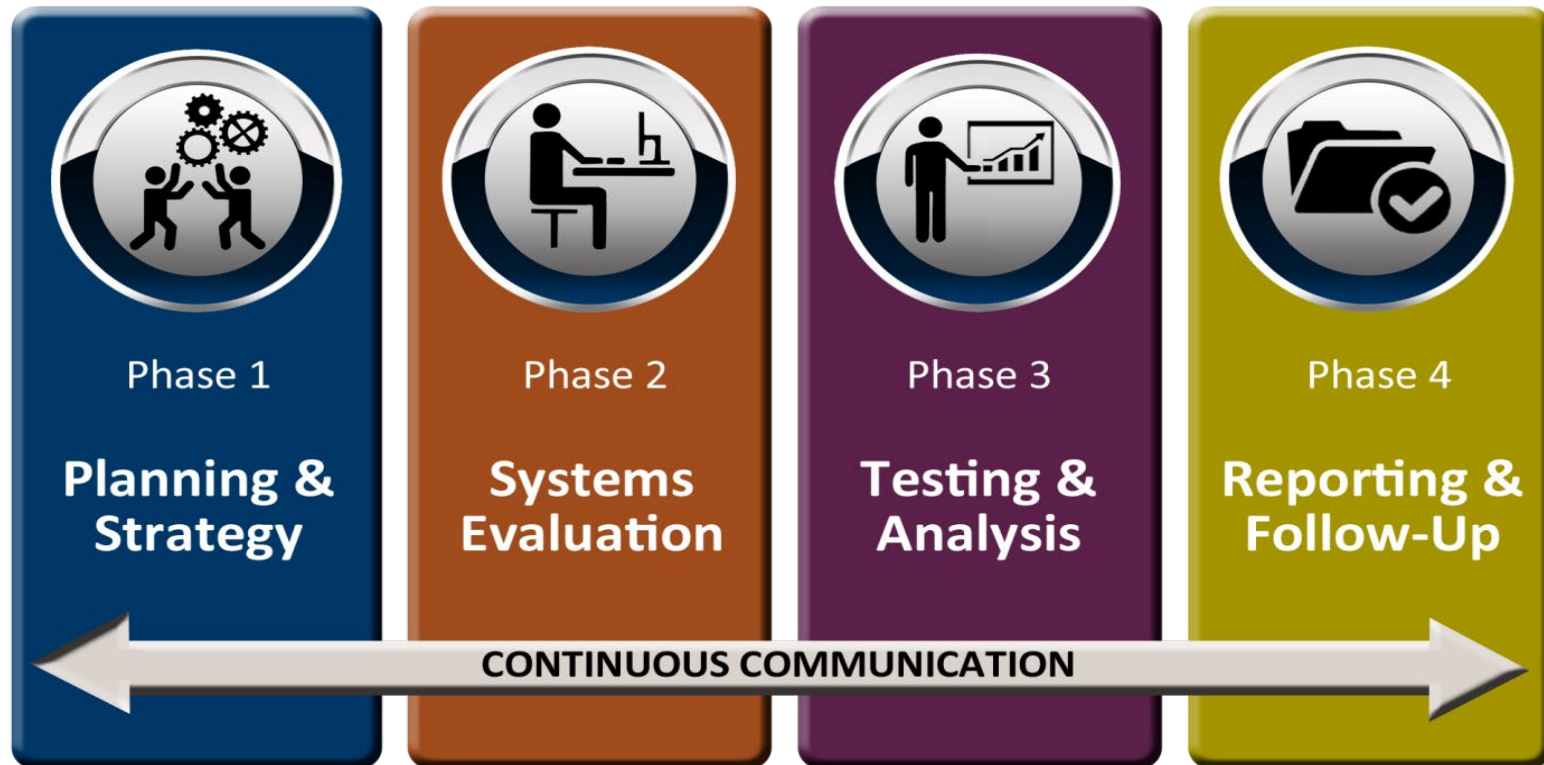 Phase 1
Planning &
Strategy
Phase 2
Systems
Evaluation
Phase 3
Testing &
Analysis
Phase 4
Reporting &
Follow-Up
CONTINUOUS COMMUNICATION